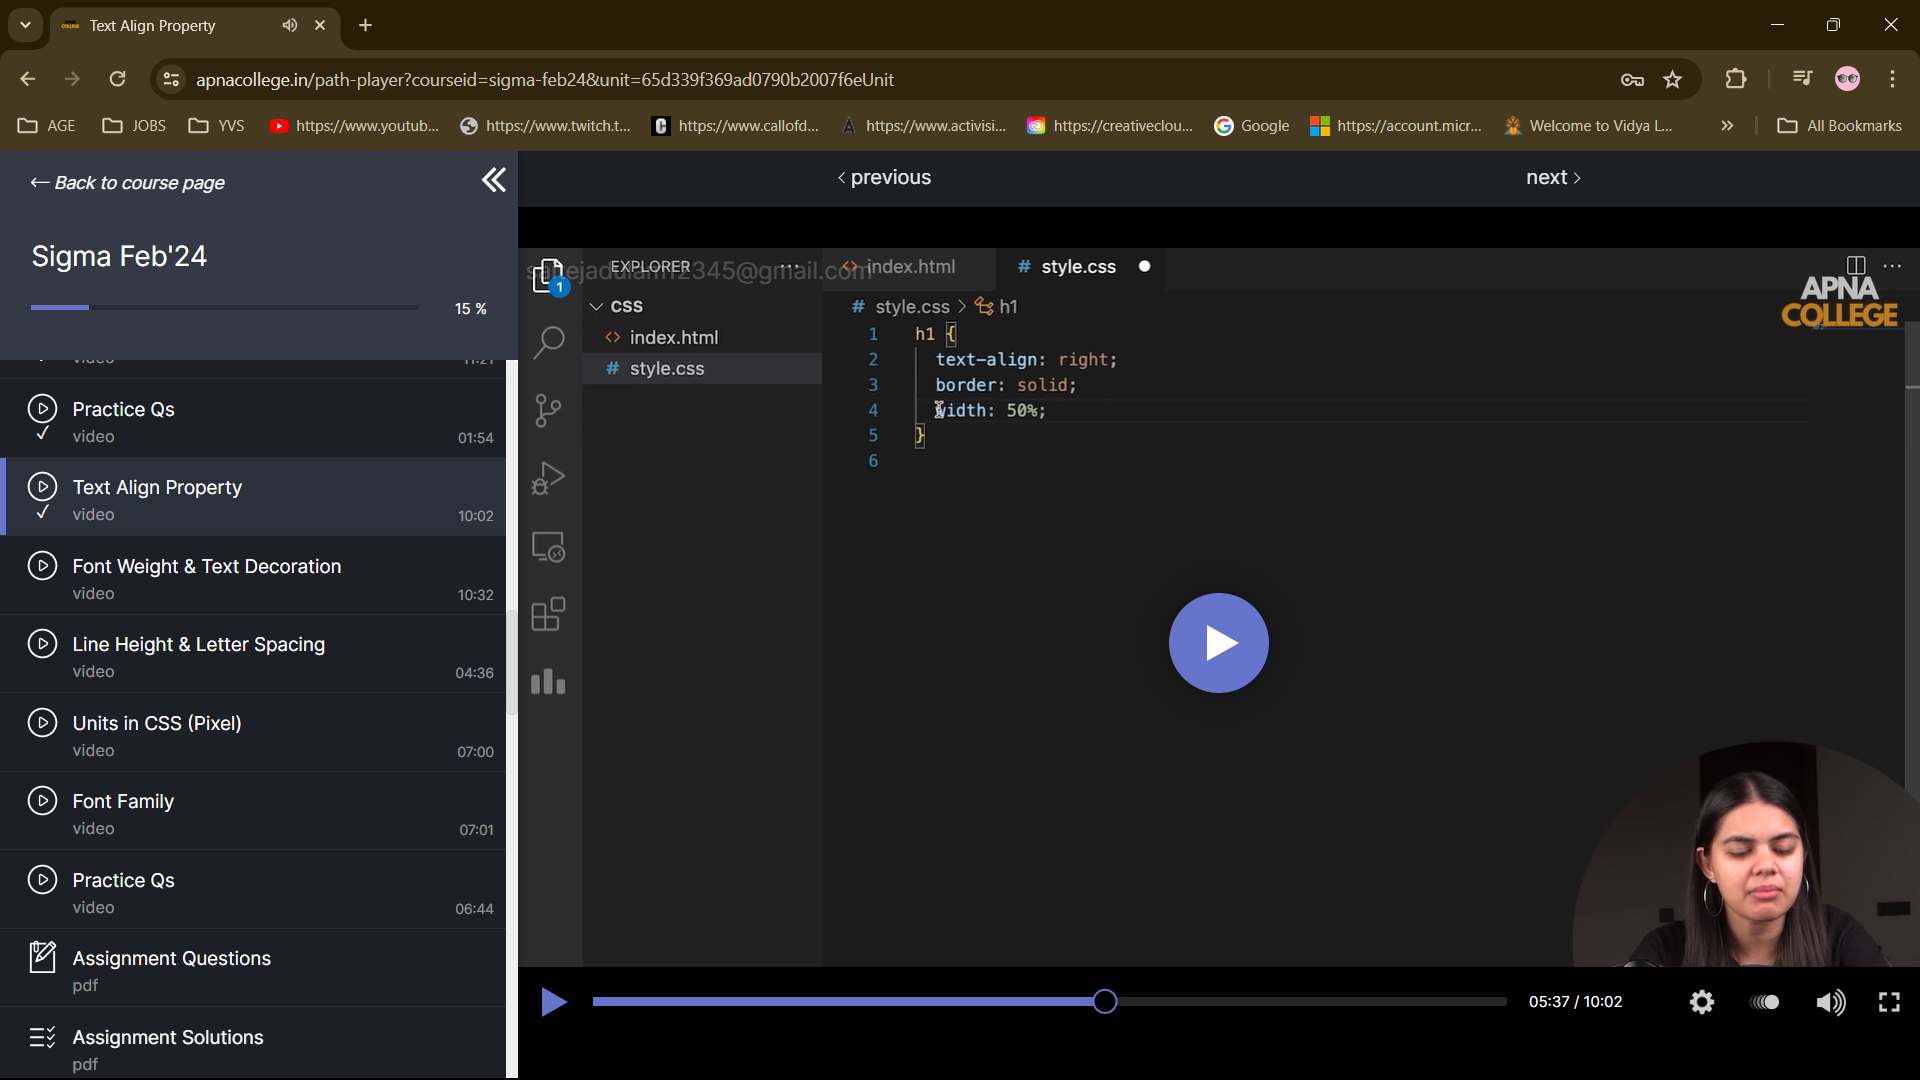 Text Align Property
apnacollege.in/path-player?courseid=sigma-feb24&unit=65d339f369ad0790b2007f6eUnit
AGE
JOBS
YVS
https://www.youtub...
https://www.twitch.t...
https://www.callofd...
https://www.activisi...
https://creativeclou...
Google
https://account.micr...
Welcome to Vidya L...
»
All Bookmarks
← Back to course page
Sigma Feb'24
15 %
video
11:21
Practice Qs
video
01:54
Text Align Property
video
10:02
Font Weight & Text Decoration
video
10:32
Line Height & Letter Spacing
video
04:36
Units in CSS (Pixel)
video
07:00
Font Family
video
07:01
Practice Qs
video
06:44
Assignment Questions
pdf
Assignment Solutions
pdf
‹ previous
next ›
1
EXPLORER
...
CSS
<> index.html
# style.css
<> index.html
# style.css
...
APNA
COLLEGE
# style.css > h1
1 h1 {
2 text-align: right;
3 border: solid;
4 width: 50%;
5 }
6
05:37 / 10:02